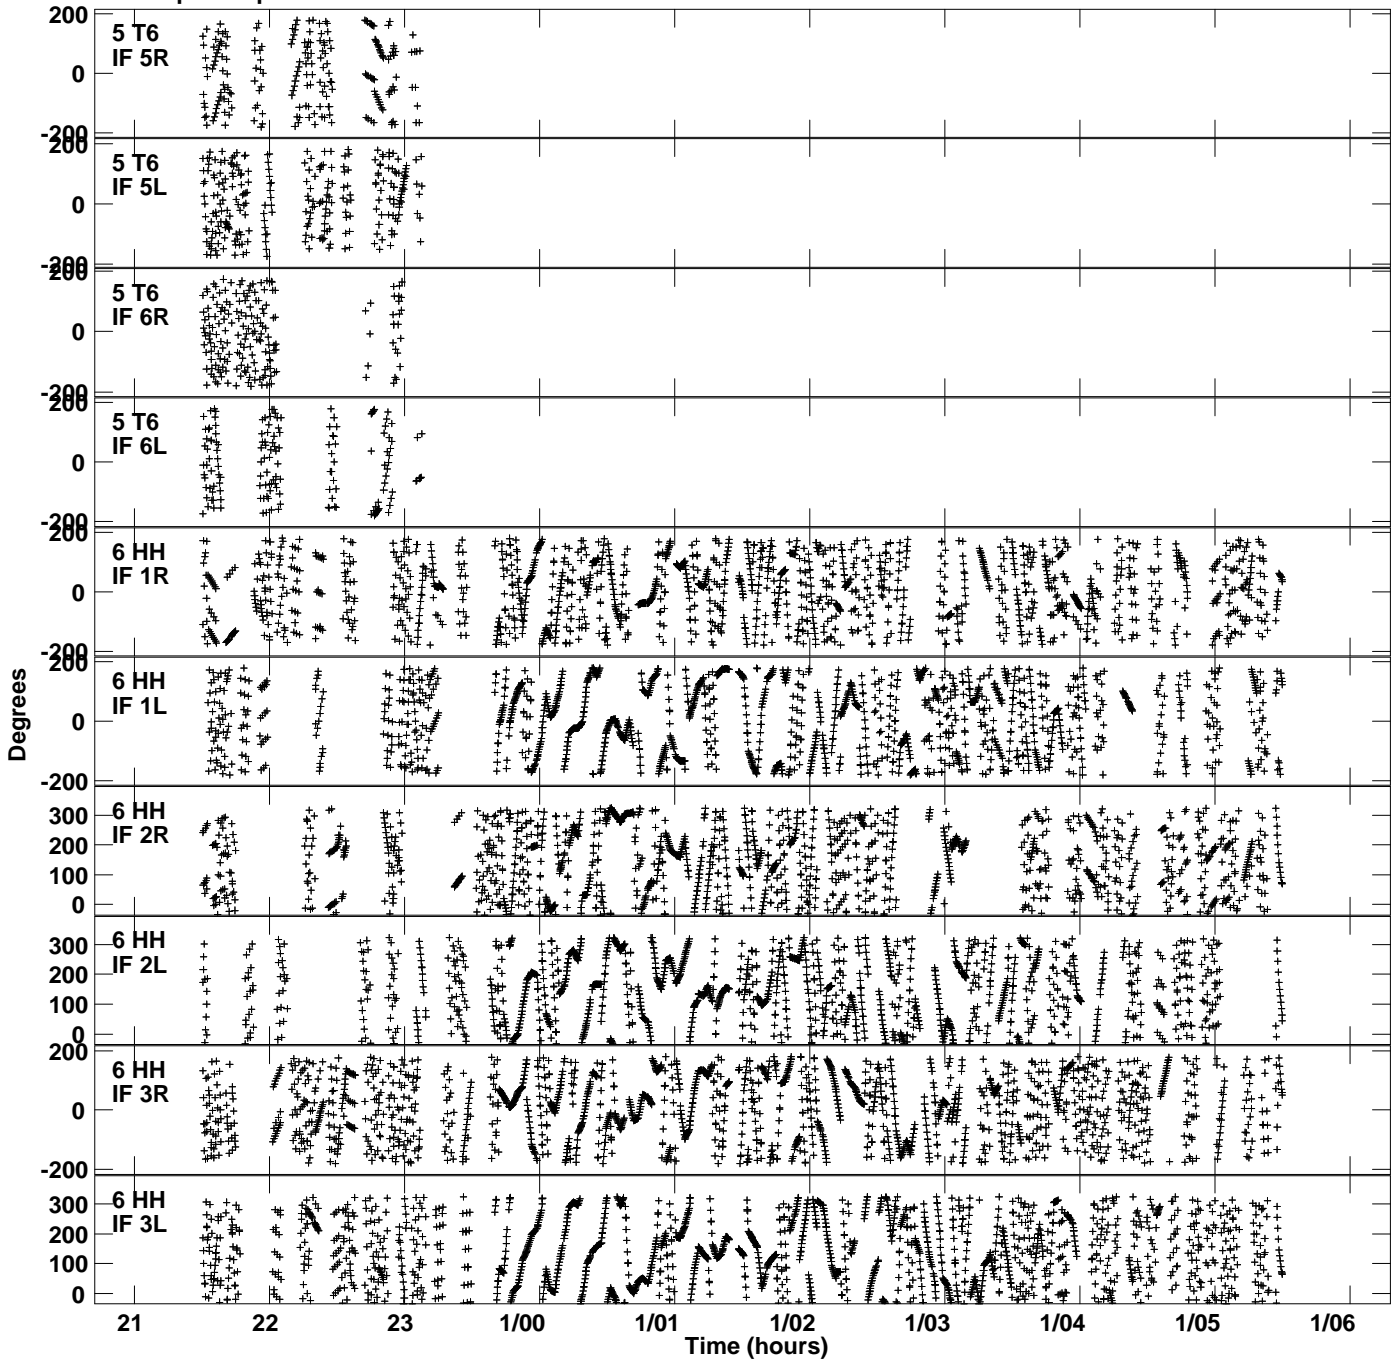 200
5 T6
IF 5R
0
-200
200
5 T6
IF 5L
0
-200
200
5 T6
IF 6R
0
-200
200
5 T6
IF 6L
0
-200
200
6 HH
IF 1R
0
-200
200
6 HH
IF 1L
0
-200
Degrees
6 HH
300
IF 2R
200
100
0
6 HH
300
IF 2L
200
100
0
200
6 HH
IF 3R
0
-200
6 HH
300
IF 3L
200
100
0
21 22 23 1/00 1/01 1/02 1/03 1/04 1/05 1/06
Time (hours)